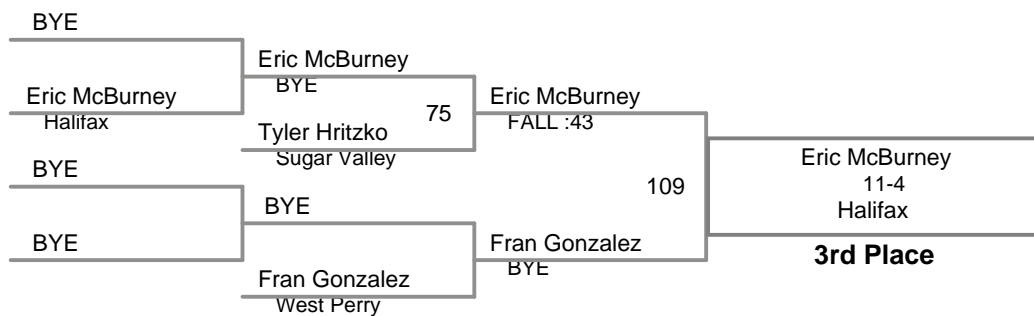 BYE
Eric McBurney
Halifax
BYE
BYE
Eric McBurney
BYE
75
Tyler Hritzko
Sugar Valley
BYE
Fran Gonzalez
West Perry
Eric McBurney
FALL :43
109
Fran Gonzalez
BYE
Eric McBurney
11-4
Halifax
3rd Place